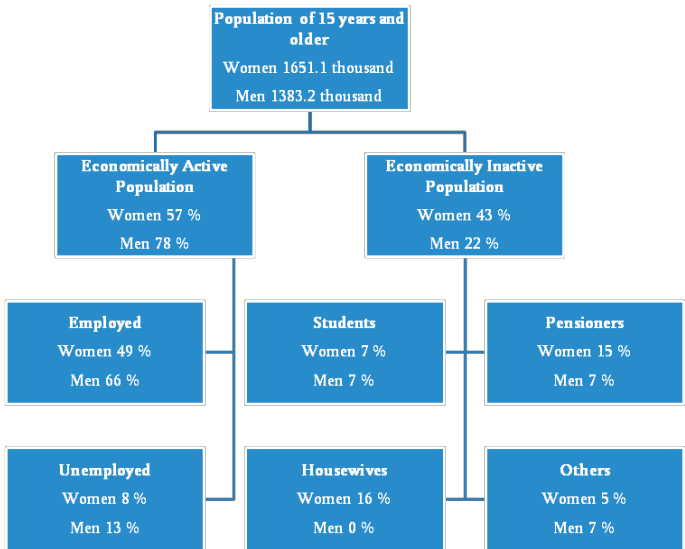 Population of 15 years and
older
Women 1651.1 thousand
Men 1383.2 thousand
Economically Active
Population
Women 57 %
Men 78 %
Economically Inactive
Population
Women 43 %
Men 22 %
Employed
Women 49 %
Men 66 %
Students
Women 7 %
Men 7 %
Pensioners
Women 15 %
Men 7 %
Unemployed
Women 8 %
Men 13 %
Housewives
Women 16 %
Men 0 %
Others
Women 5 %
Men 7 %